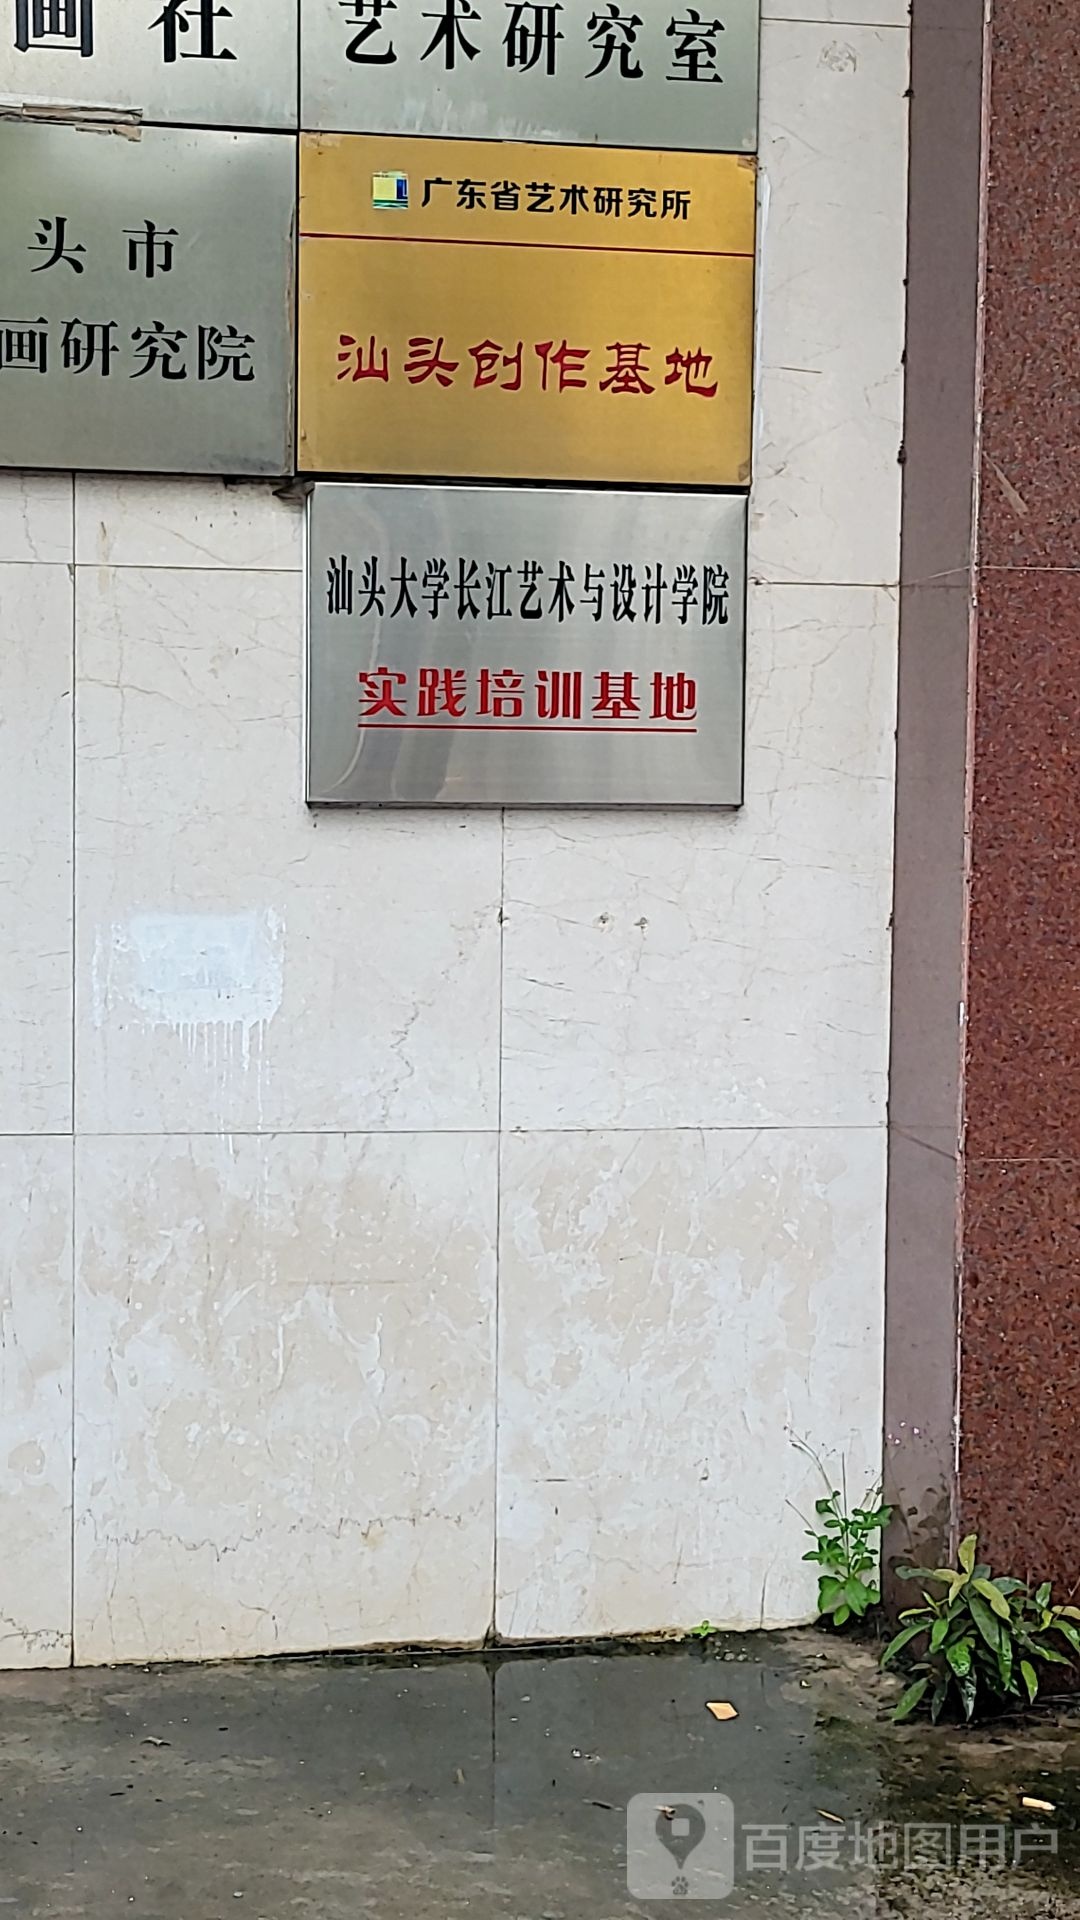 画社
艺术研究室
头市
画研究院
广东省艺术研究所
汕头创作基地
汕头大学长江艺术与设计学院
实践培训基地
百度地图用户